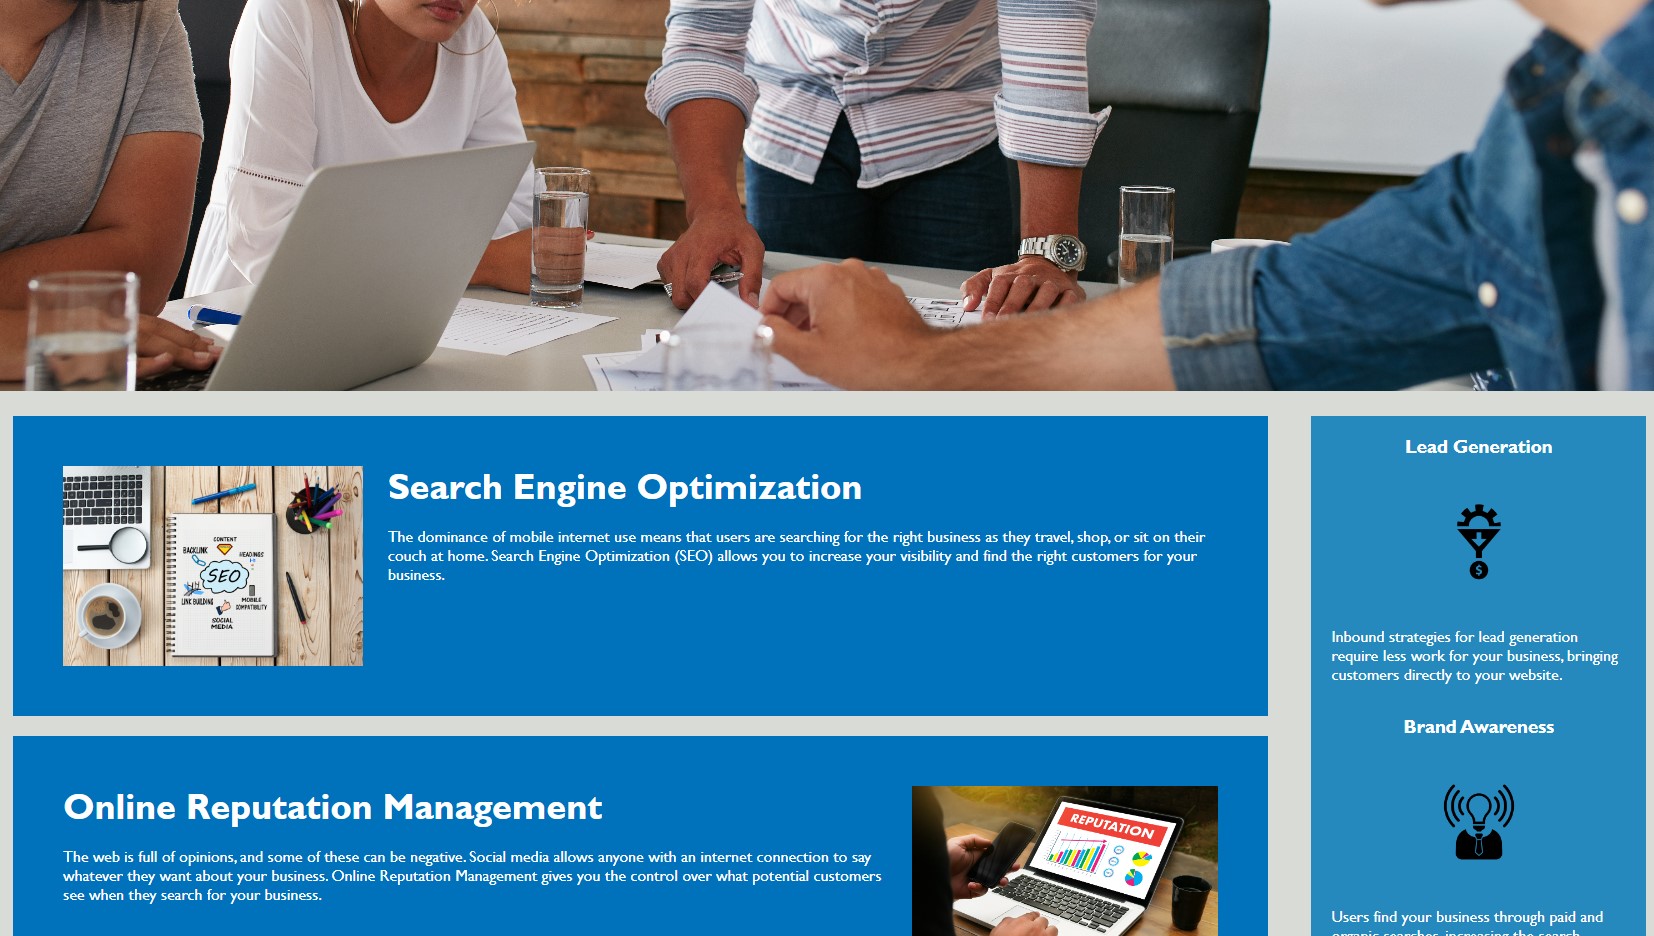 Search Engine Optimization
The dominance of mobile internet use means that users are searching for the right business as they travel, shop, or sit on their
couch at home. Search Engine Optimization (SEO) allows you to increase your visibility and find the right customers for your
business.
CONTENT
BACKLINK
HEADINGS
SEO
LINK BUILDING
MOBILE
COMPATIBILITY
SOCIAL
MEDIA
Online Reputation Management
The web is full of opinions, and some of these can be negative. Social media allows anyone with an internet connection to say
whatever they want about your business. Online Reputation Management gives you the control over what potential customers
see when they search for your business.
REPUTATION
Lead Generation
$
Inbound strategies for lead generation
require less work for your business, bringing
customers directly to your website.
Brand Awareness
Users find your business through paid and
organic searches, increasing the search